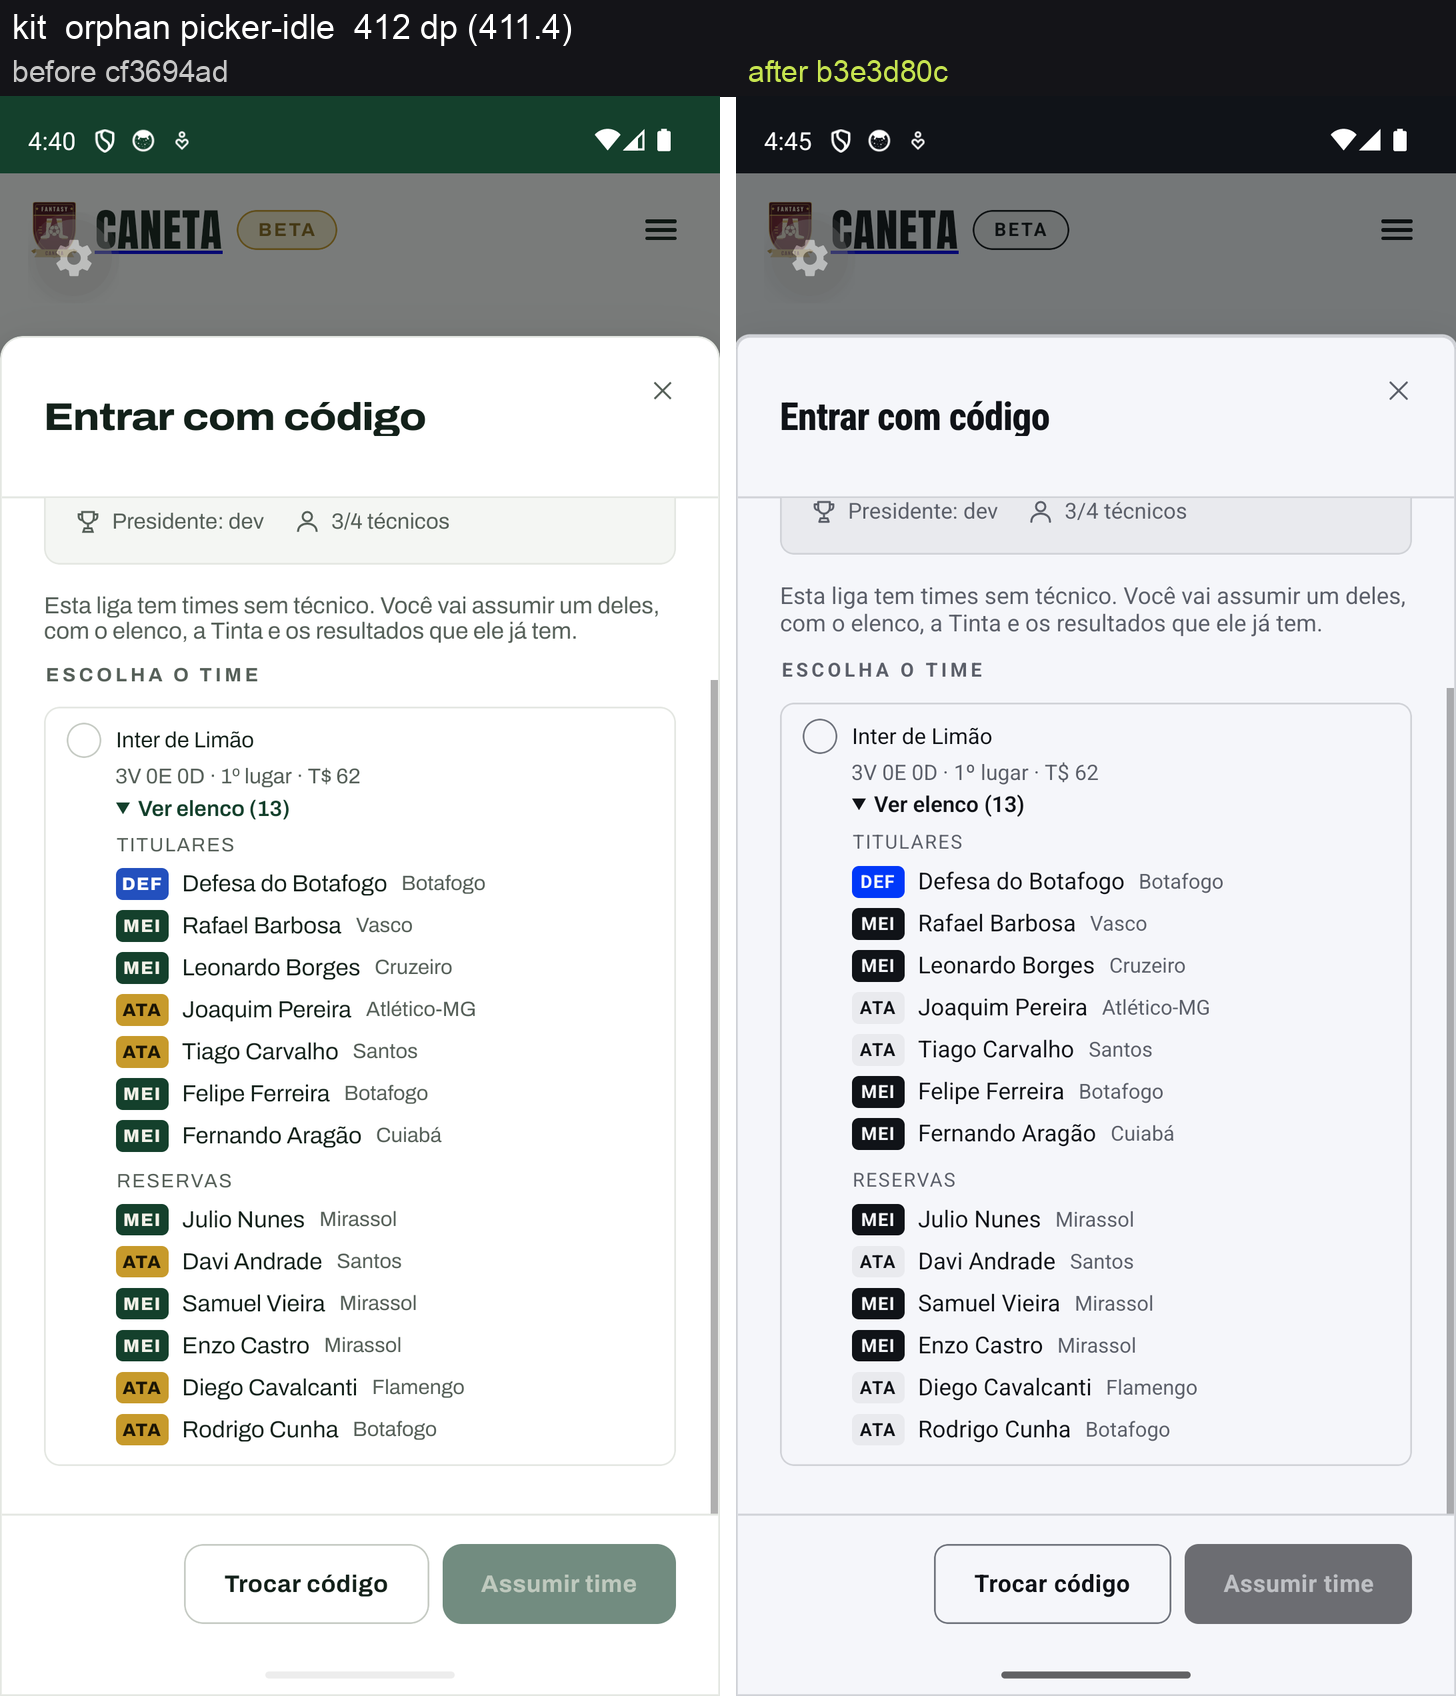 kit orphan picker-idle 412 dp (411.4)
before cf3694ad
after b3e3d80c
4:40
FANTASY
CANETA
BETA
Entrar com código
Presidente: dev
3/4 técnicos
Esta liga tem times sem técnico. Você vai assumir um deles,
com o elenco, a Tinta e os resultados que ele já tem.
ESCOLHA O TIME
Inter de Limão
3V 0E 0D · 1º lugar · T$ 62
▼ Ver elenco (13)
TITULARES
DEF Defesa do Botafogo Botafogo
MEI Rafael Barbosa Vasco
MEI Leonardo Borges Cruzeiro
ATA Joaquim Pereira Atlético-MG
ATA Tiago Carvalho Santos
MEI Felipe Ferreira Botafogo
MEI Fernando Aragão Cuiabá
RESERVAS
MEI Julio Nunes Mirassol
ATA Davi Andrade Santos
MEI Samuel Vieira Mirassol
MEI Enzo Castro Mirassol
ATA Diego Cavalcanti Flamengo
ATA Rodrigo Cunha Botafogo
Trocar código
Assumir time
4:45
FANTASY
CANETA
BETA
Entrar com código
Presidente: dev
3/4 técnicos
Esta liga tem times sem técnico. Você vai assumir um deles,
com o elenco, a Tinta e os resultados que ele já tem.
ESCOLHA O TIME
Inter de Limão
3V 0E 0D · 1º lugar · T$ 62
▼ Ver elenco (13)
TITULARES
DEF Defesa do Botafogo Botafogo
MEI Rafael Barbosa Vasco
MEI Leonardo Borges Cruzeiro
ATA Joaquim Pereira Atlético-MG
ATA Tiago Carvalho Santos
MEI Felipe Ferreira Botafogo
MEI Fernando Aragão Cuiabá
RESERVAS
MEI Julio Nunes Mirassol
ATA Davi Andrade Santos
MEI Samuel Vieira Mirassol
MEI Enzo Castro Mirassol
ATA Diego Cavalcanti Flamengo
ATA Rodrigo Cunha Botafogo
Trocar código
Assumir time